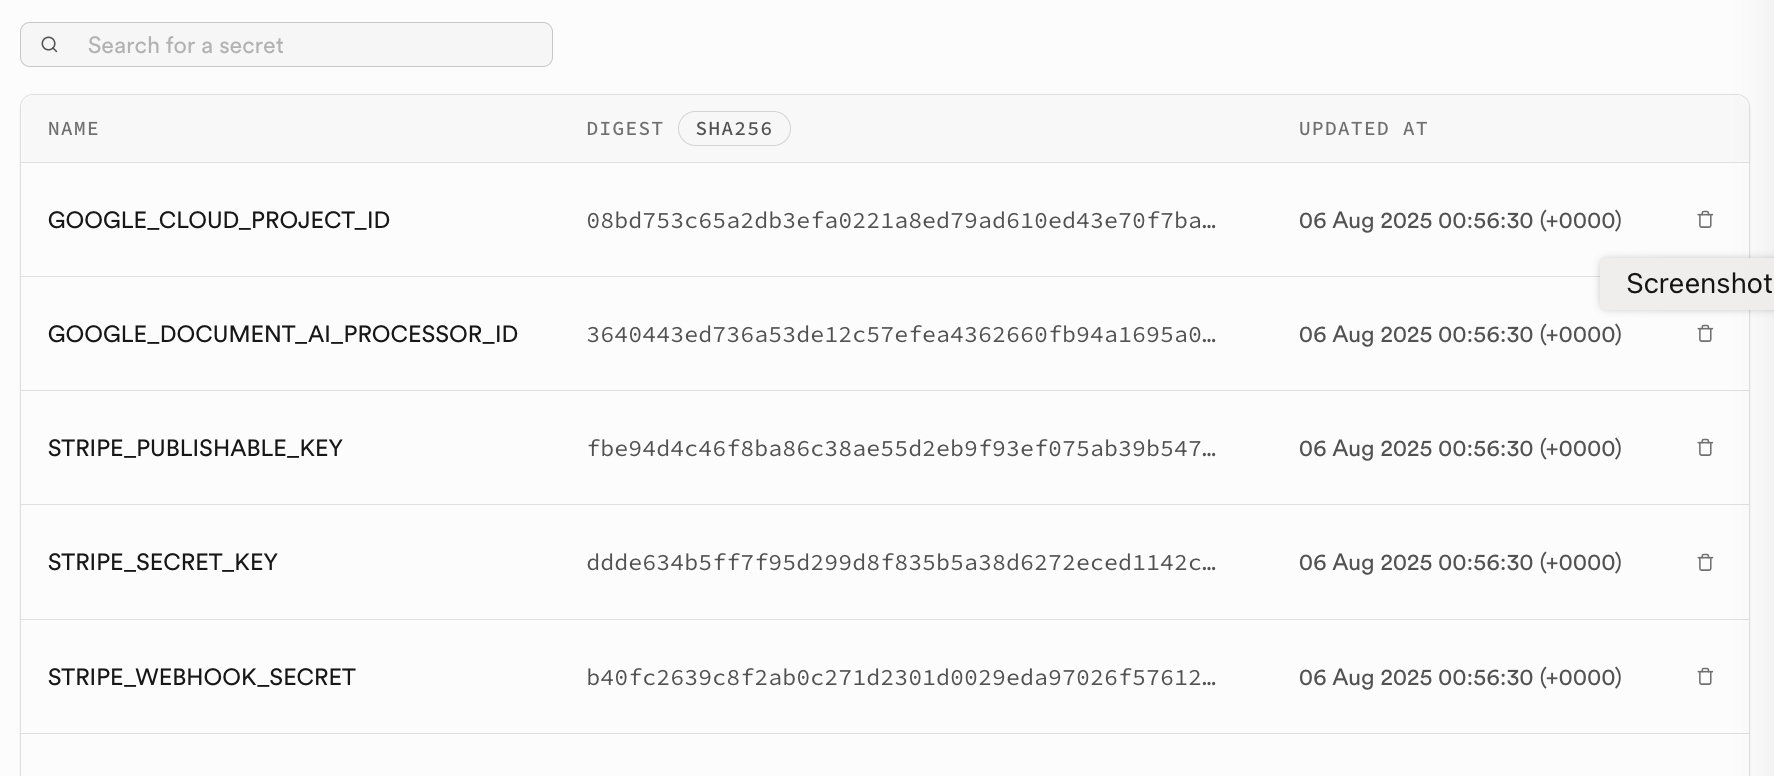 Search for a secret
NAME DIGEST SHA256 UPDATED AT
GOOGLE_CLOUD_PROJECT_ID 08bd753c65a2db3efa0221a8ed79ad610ed43e70f7ba… 06 Aug 2025 00:56:30 (+0000)
Screenshot
GOOGLE_DOCUMENT_AI_PROCESSOR_ID 3640443ed736a53de12c57efea4362660fb94a1695a0… 06 Aug 2025 00:56:30 (+0000)
STRIPE_PUBLISHABLE_KEY fbe94d4c46f8ba86c38ae55d2eb9f93ef075ab39b547… 06 Aug 2025 00:56:30 (+0000)
STRIPE_SECRET_KEY ddde634b5ff7f95d299d8f835b5a38d6272eced1142c… 06 Aug 2025 00:56:30 (+0000)
STRIPE_WEBHOOK_SECRET b40fc2639c8f2ab0c271d2301d0029eda97026f57612… 06 Aug 2025 00:56:30 (+0000)